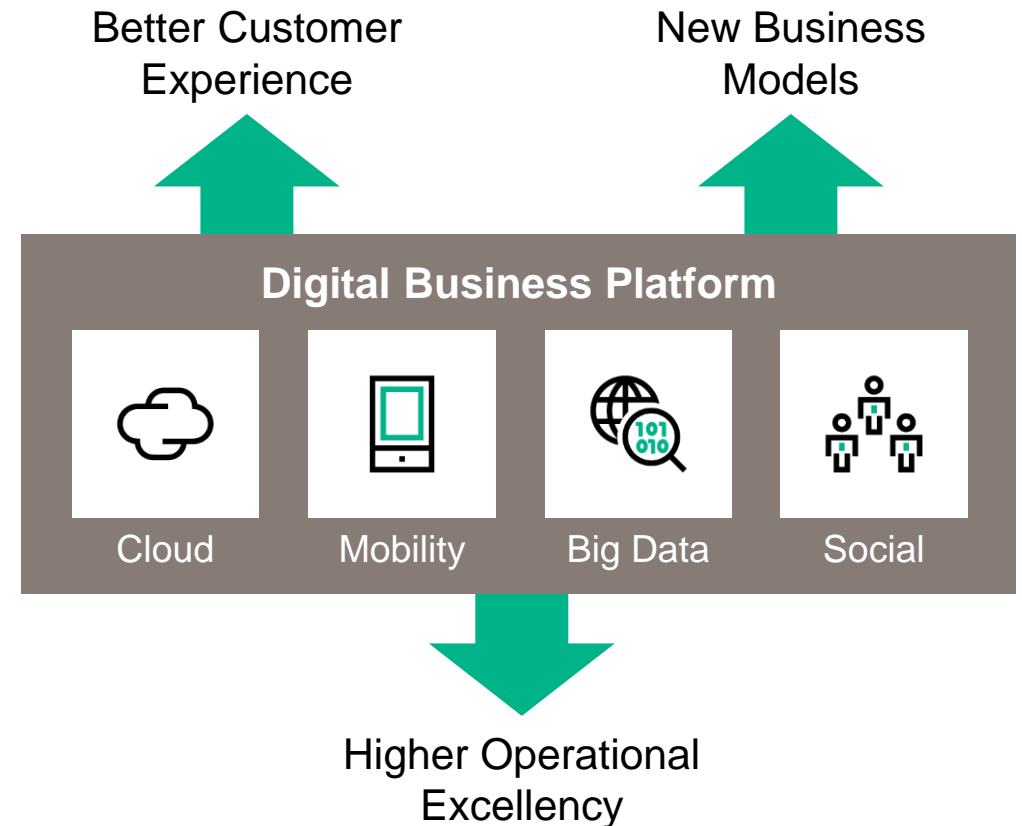 Better Customer
Experience
New Business
Models
Digital Business Platform
101
010
Cloud
Mobility
Big Data
Social
Higher Operational
Excellency